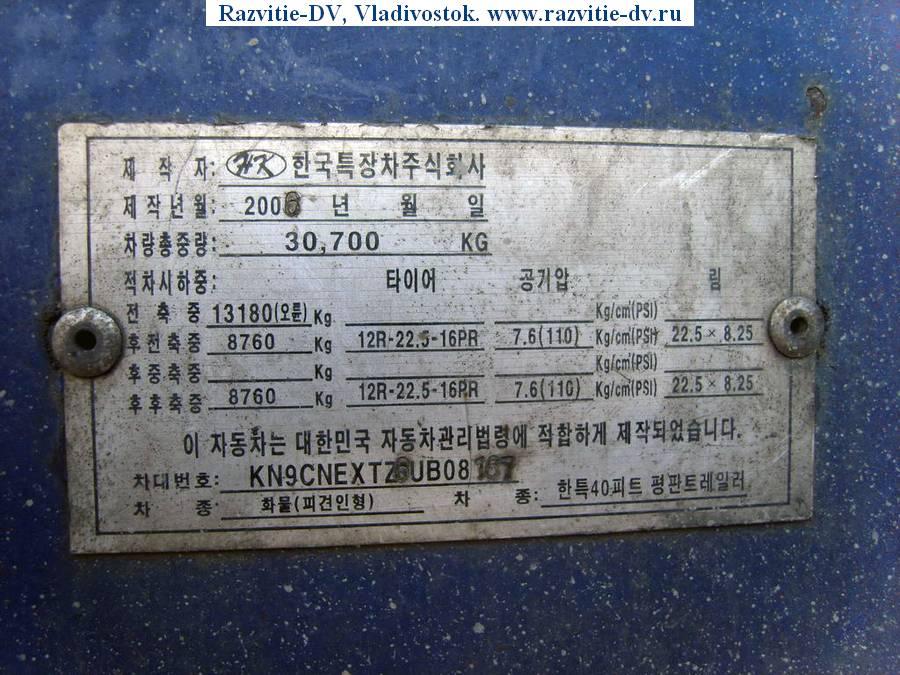 Razvitie-DV, Vladivostok. www.razvitie-dv.ru
제 작 자: HK 한국특장차주식회사
제작년월: 2006 년 월 일
차량총중량: 30,700 KG
적차시하중: 타이어 공기압 림
전 축 중 13180(오륜) Kg Kg/cm²(PSI)
후전축중 8760 Kg 12R-22.5-16PR 7.6(110) Kg/cm²(PSI) 22.5 × 8.25
후중축중 Kg Kg/cm²(PSI)
후후축중 8760 Kg 12R-22.5-16PR 7.6(110) Kg/cm²(PSI) 22.5 × 8.25
이 자동차는 대한민국 자동차관리법령에 적합하게 제작되었습니다.
차대번호:
차 종: 화물(피견인형) 차 종: 한특40피트 평판트레일러